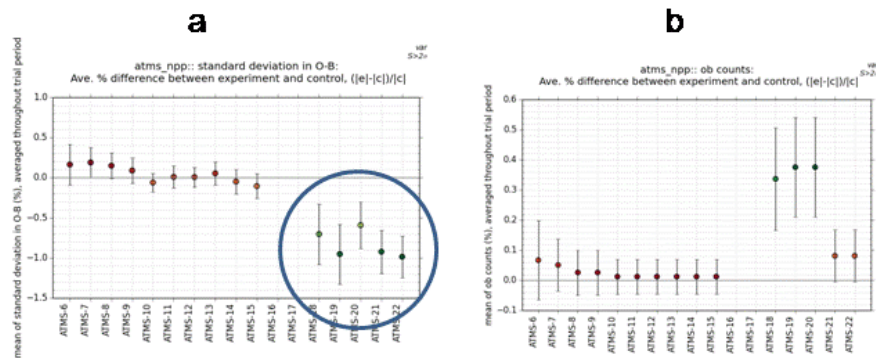 a
var
S>2=
atms_npp:: standard deviation in O-B:
Ave. % difference between experiment and control, (|e|-|c|)/|c|
mean of standard deviation in O-B (%), averaged throughout trial period
1.0
0.5
0.0
−0.5
−1.0
−1.5
ATMS-6
ATMS-7
ATMS-8
ATMS-9
ATMS-10
ATMS-11
ATMS-12
ATMS-13
ATMS-14
ATMS-15
ATMS-16
ATMS-17
ATMS-18
ATMS-19
ATMS-20
ATMS-21
ATMS-22
b
var
atms_npp:: ob counts:
Ave. % difference between experiment and control, (|e|-|c|)/|c|
mean of ob counts (%), averaged throughout trial period
0.6
0.5
0.4
0.3
0.2
0.1
0.0
−0.1
ATMS-6
ATMS-7
ATMS-8
ATMS-9
ATMS-10
ATMS-11
ATMS-12
ATMS-13
ATMS-14
ATMS-15
ATMS-16
ATMS-17
ATMS-18
ATMS-19
ATMS-20
ATMS-21
ATMS-22